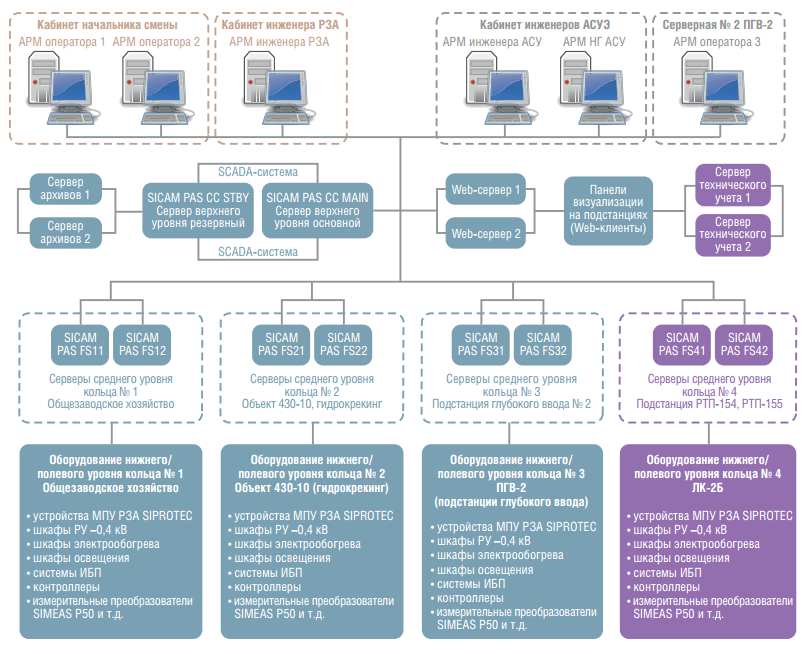 Кабинет начальника смены
АРМ оператора 1
АРМ оператора 2
Кабинет инженера РЗА
АРМ инженера РЗА
Кабинет инженеров АСУЭ
АРМ инженера АСУ
АРМ НГ АСУ
Серверная № 2 ПГВ-2
АРМ оператора 3
Сервер
архивов 1
Сервер
архивов 2
SCADA-система
SICAM PAS CC STBY
Сервер верхнего
уровня резервный
SICAM PAS CC MAIN
Сервер верхнего
уровня основной
SCADA-система
Web-сервер 1
Web-сервер 2
Панели
визуализации
на подстанциях
(Web-клиенты)
Сервер
технического
учета 1
Сервер
технического
учета 2
SICAM
PAS FS11
SICAM
PAS FS12
Серверы среднего уровня
кольца № 1
Общезаводское хозяйство
SICAM
PAS FS21
SICAM
PAS FS22
Серверы среднего уровня
кольца № 2
Объект 430-10, гидрокрекинг
SICAM
PAS FS31
SICAM
PAS FS32
Серверы среднего уровня
кольца № 3
Подстанция глубокого ввода № 2
SICAM
PAS FS41
SICAM
PAS FS42
Серверы среднего уровня
кольца № 4
Подстанция РТП-154, РТП-155
Оборудование нижнего/
полевого уровня кольца № 1
Общезаводское хозяйство
• устройства МПУ РЗА SIPROTEC
• шкафы РУ –0,4 кВ
• шкафы электрообогрева
• шкафы освещения
• системы ИБП
• контроллеры
• измерительные преобразователи
SIMEAS P50 и т.д.
Оборудование нижнего/
полевого уровня кольца № 2
Объект 430-10 (гидрокрекинг)
• устройства МПУ РЗА SIPROTEC
• шкафы РУ –0,4 кВ
• шкафы электрообогрева
• шкафы освещения
• системы ИБП
• контроллеры
• измерительные преобразователи
SIMEAS P50 и т.д.
Оборудование нижнего/
полевого уровня кольца № 3
ПГВ-2
(подстанции глубокого ввода)
• устройства МПУ РЗА SIPROTEC
• шкафы РУ –0,4 кВ
• шкафы электрообогрева
• шкафы освещения
• системы ИБП
• контроллеры
• измерительные преобразователи
SIMEAS P50 и т.д.
Оборудование нижнего/
полевого уровня кольца № 4
ЛК-2Б
• устройства МПУ РЗА SIPROTEC
• шкафы РУ –0,4 кВ
• шкафы электрообогрева
• шкафы освещения
• системы ИБП
• контроллеры
• измерительные преобразователи
SIMEAS P50 и т.д.